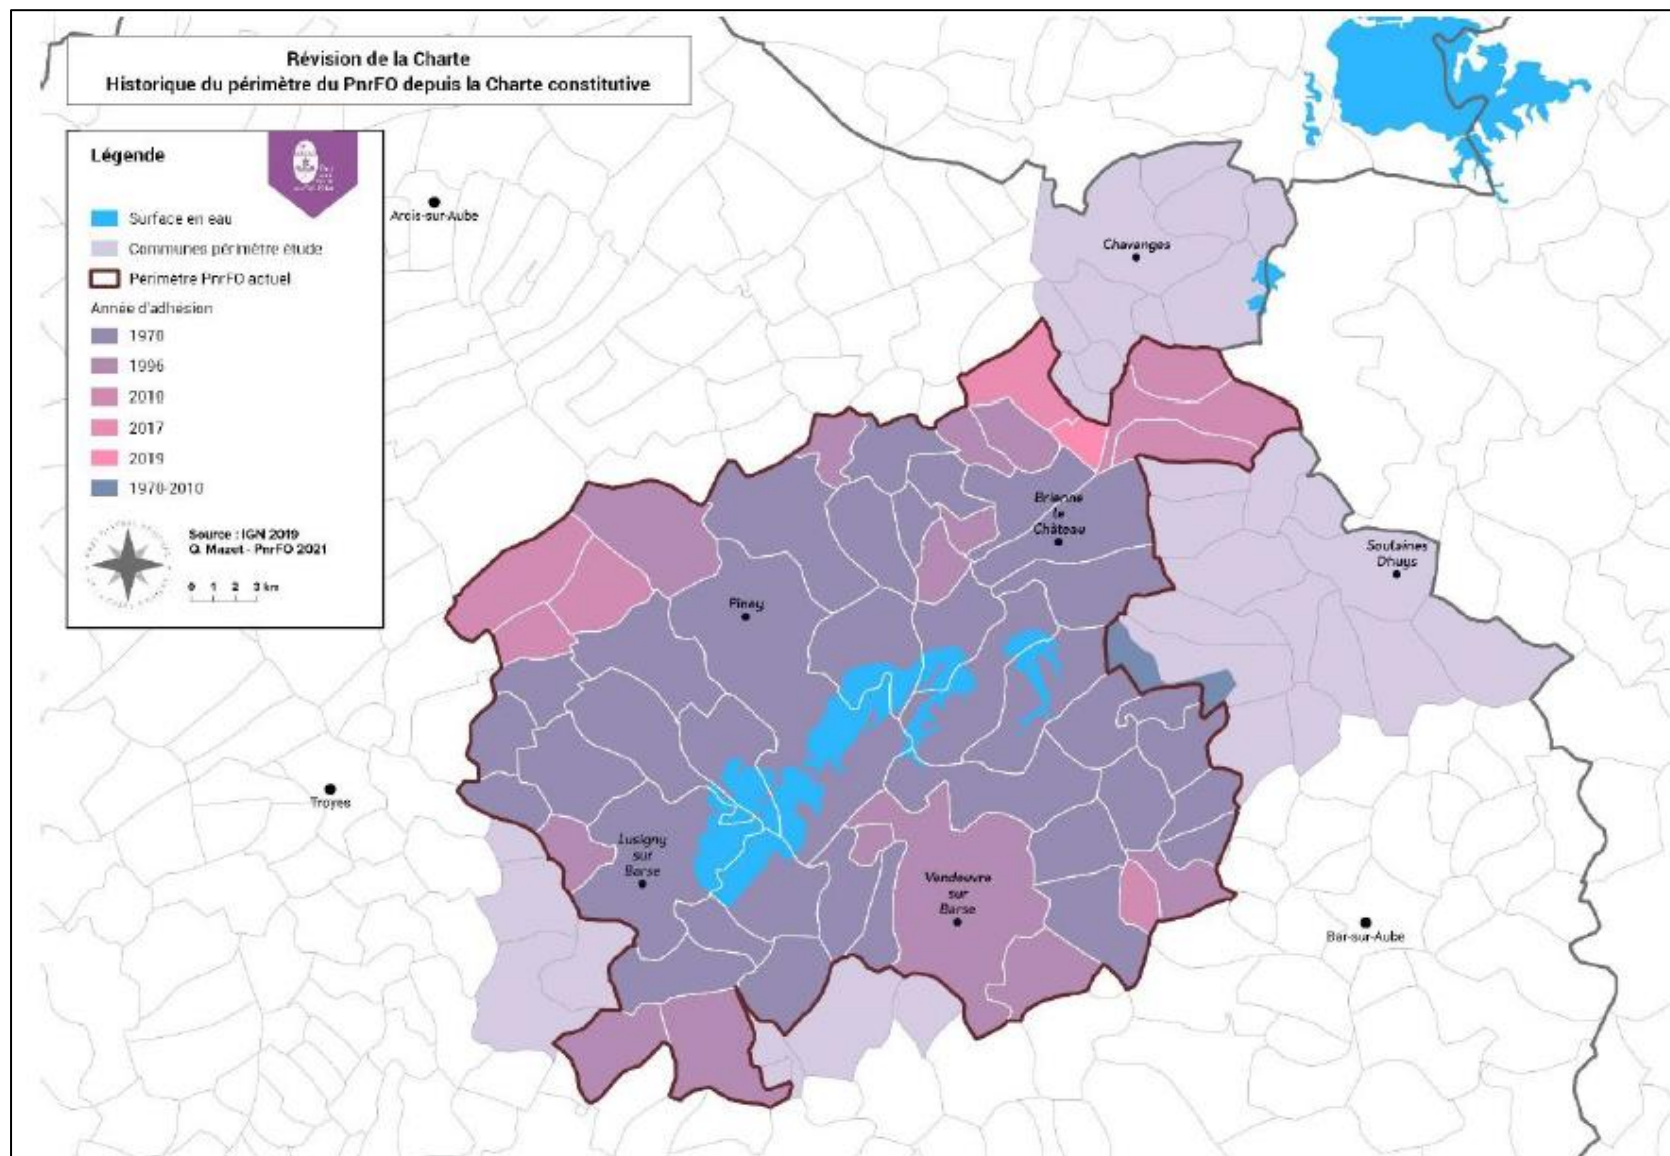 Révision de la Charte
Historique du périmètre du PnrFO depuis la Charte constitutive
Légende
Surface en eau
Communes périmètre étude
Périmètre PnrFO actuel
Année d'adhésion
1970
1996
2010
2017
2019
1970-2010
Source : IGN 2019
Q. Mazet - PnrFO 2021
0 1 2 3 km
Arcis-sur-Aube
Chavanges
Brienne
le
Château
Soulaines
Dhuys
Piney
Troyes
Lusigny
sur
Barse
Vendeuvre
sur
Barse
Bar-sur-Aube